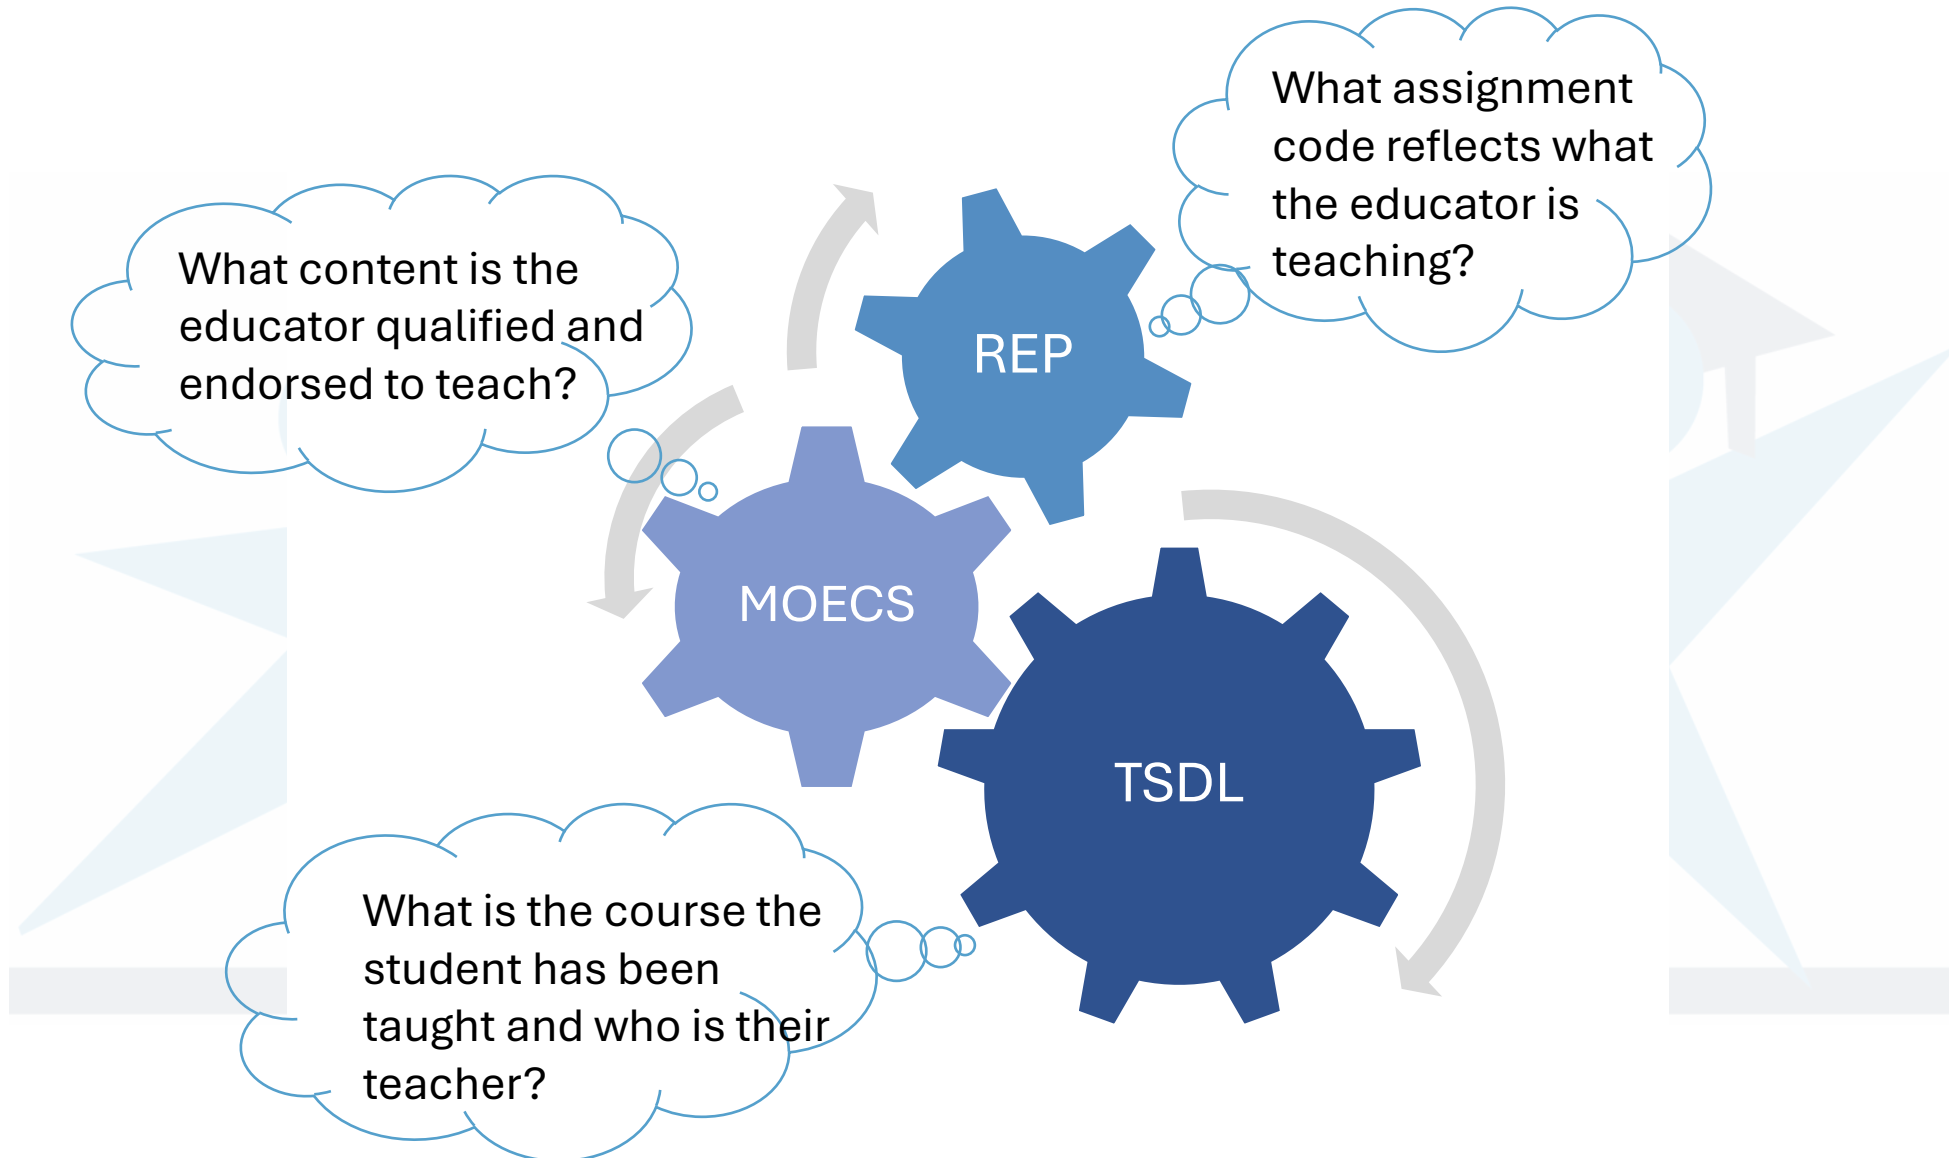 What assignment
code reflects what
the educator is
teaching?
What content is the
educator qualified and
endorsed to teach?
REP
MOECS
TSDL
What is the course the
student has been
taught and who is their
teacher?